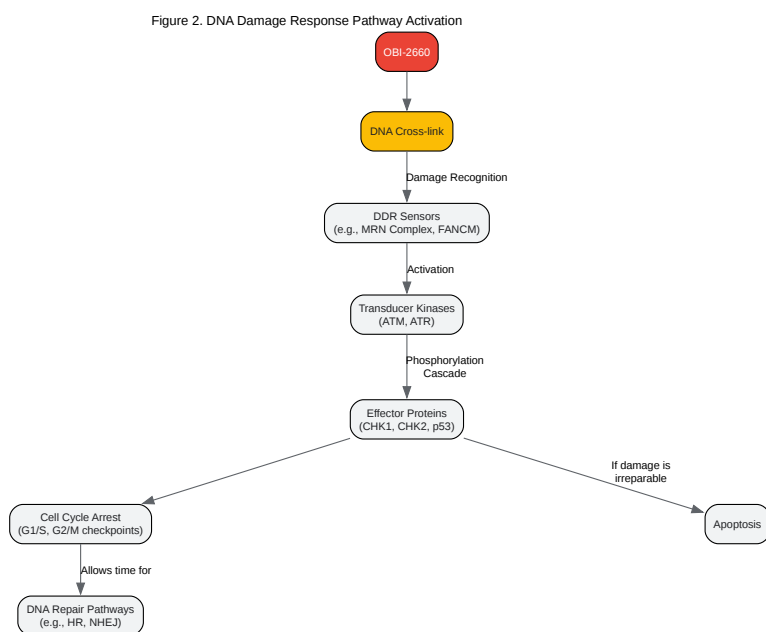 Figure 2. DNA Damage Response Pathway Activation
OBI-2660
DNA Cross-link
Damage Recognition
DDR Sensors
(e.g., MRN Complex, FANCM)
Activation
Transducer Kinases
(ATM, ATR)
Phosphorylation
Cascade
Effector Proteins
(CHK1, CHK2, p53)
If damage is
irreparable
Cell Cycle Arrest
(G1/S, G2/M checkpoints)
Apoptosis
Allows time for
DNA Repair Pathways
(e.g., HR, NHEJ)